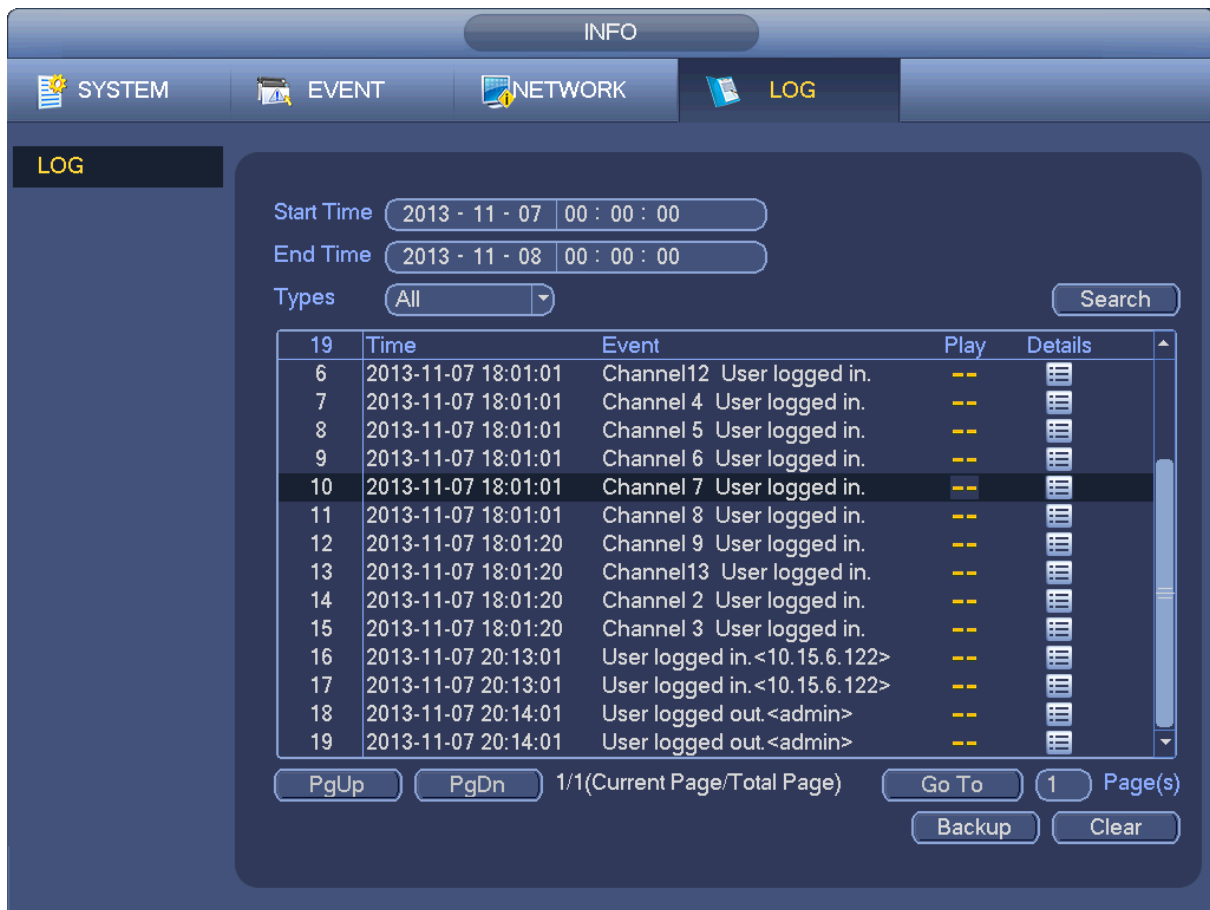 INFO
SYSTEM EVENT NETWORK LOG
LOG
Start Time 2013 - 11 - 07 00 : 00 : 00
End Time 2013 - 11 - 08 00 : 00 : 00
Types All Search
19 Time Event Play Details
6 2013-11-07 18:01:01 Channel12 User logged in. --
7 2013-11-07 18:01:01 Channel 4 User logged in. --
8 2013-11-07 18:01:01 Channel 5 User logged in. --
9 2013-11-07 18:01:01 Channel 6 User logged in. --
10 2013-11-07 18:01:01 Channel 7 User logged in. --
11 2013-11-07 18:01:01 Channel 8 User logged in. --
12 2013-11-07 18:01:20 Channel 9 User logged in. --
13 2013-11-07 18:01:20 Channel13 User logged in. --
14 2013-11-07 18:01:20 Channel 2 User logged in. --
15 2013-11-07 18:01:20 Channel 3 User logged in. --
16 2013-11-07 20:13:01 User logged in.<10.15.6.122> --
17 2013-11-07 20:13:01 User logged in.<10.15.6.122> --
18 2013-11-07 20:14:01 User logged out.<admin> --
19 2013-11-07 20:14:01 User logged out.<admin> --
PgUp PgDn 1/1(Current Page/Total Page) Go To 1 Page(s)
Backup Clear